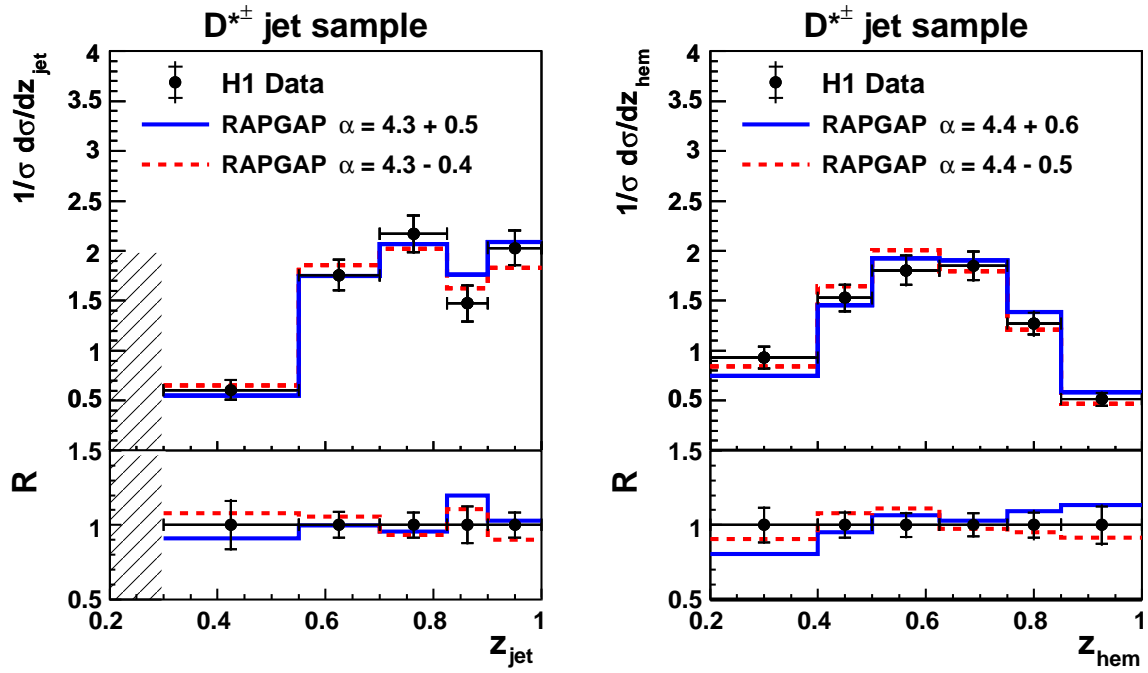 D*± jet sample
1/σ dσ/dz_jet
4
3.5
3
2.5
2
1.5
1
0.5
H1 Data
RAPGAP α = 4.3 + 0.5
RAPGAP α = 4.3 - 0.4
R
1.5
1
0.5
0.2 0.4 0.6 0.8 1
z_jet
D*± jet sample
1/σ dσ/dz_hem
4
3.5
3
2.5
2
1.5
1
0.5
H1 Data
RAPGAP α = 4.4 + 0.6
RAPGAP α = 4.4 - 0.5
R
1.5
1
0.5
0.2 0.4 0.6 0.8 1
z_hem